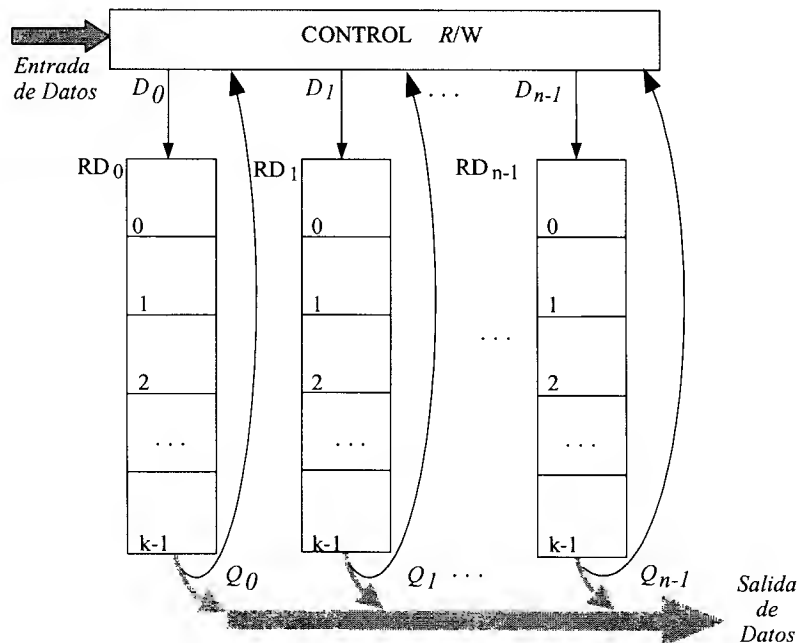 CONTROL R/W
Entrada
de Datos
D0 D1 . . . Dn-1
RD0 RD1 RDn-1
0 0 0
1 1 1
. . .
2 2 2
. . . . . . . . .
k-1 k-1 k-1
Q0 Q1 . . . Qn-1
Salida
de
Datos